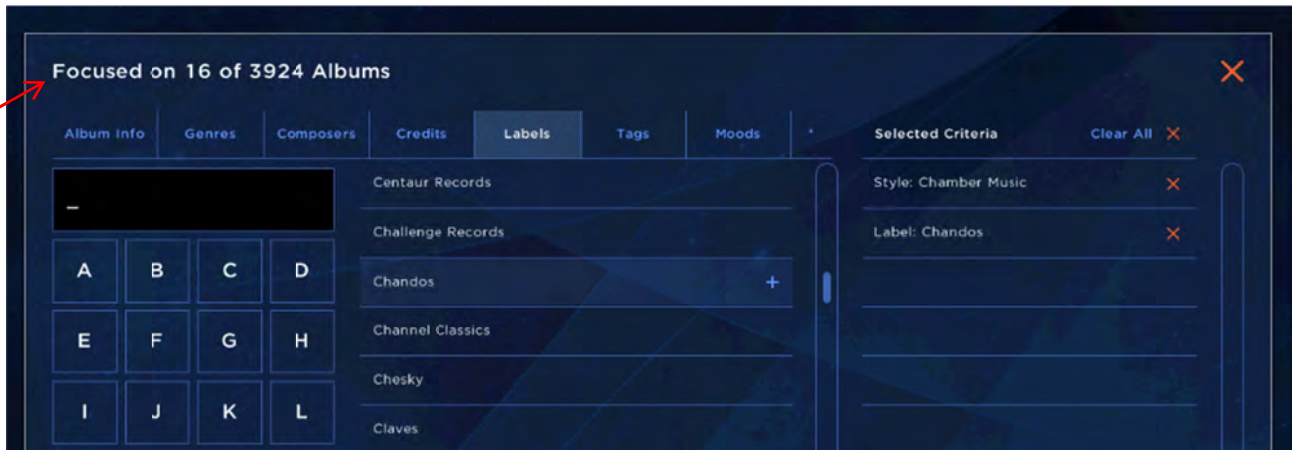 Focused on 16 of 3924 Albums
Album Info Genres Composers Credits Labels Tags Moods
Selected Criteria Clear All
_
A B C D
E F G H
I J K L
Centaur Records
Challenge Records
Chandos +
Channel Classics
Chesky
Claves
Style: Chamber Music
Label: Chandos